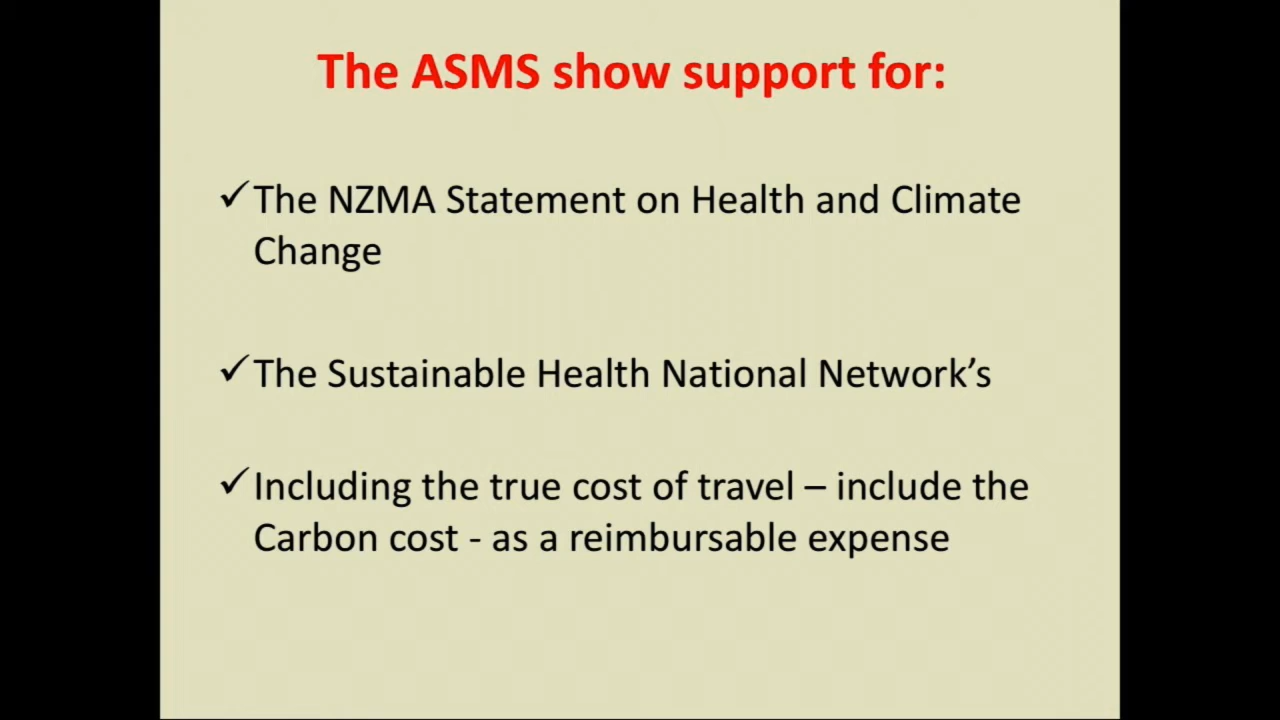 The ASMS show support for:
✓The NZMA Statement on Health and Climate
Change
✓The Sustainable Health National Network’s
✓Including the true cost of travel – include the
Carbon cost - as a reimbursable expense